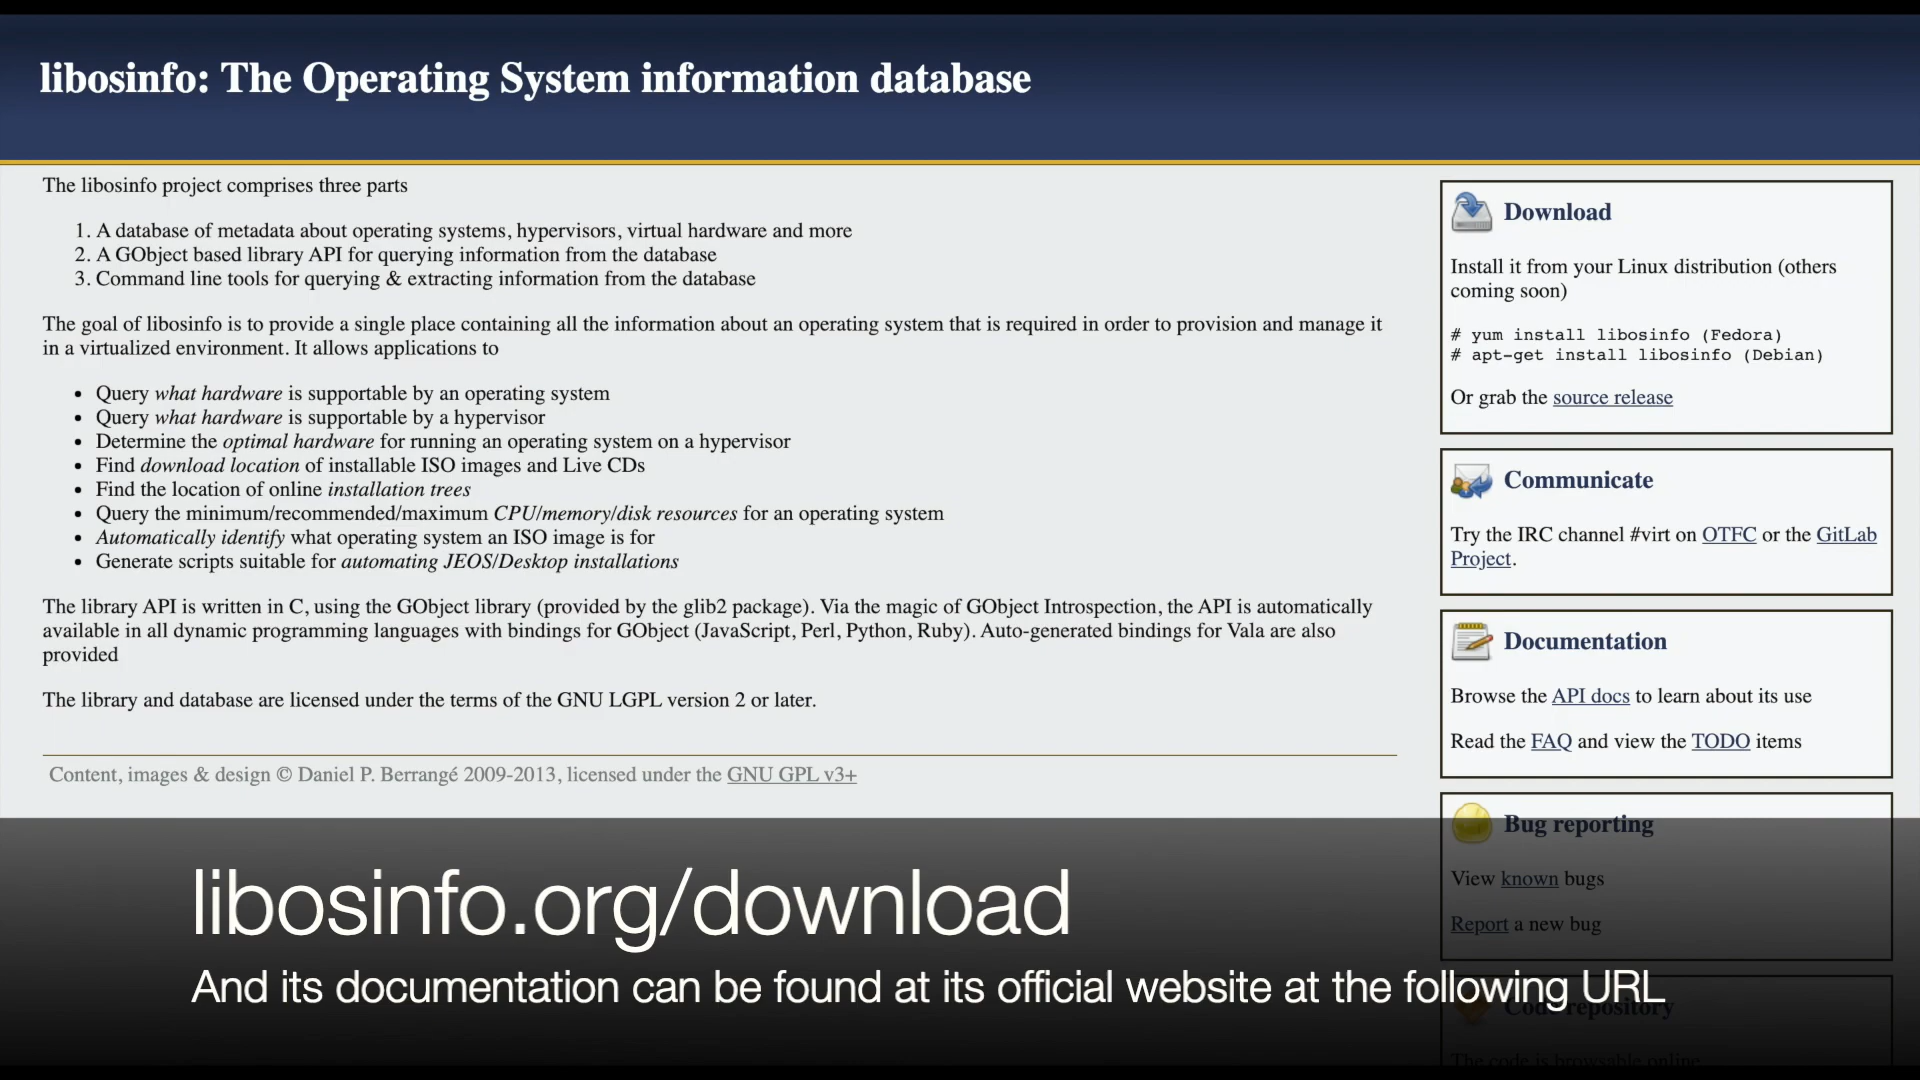 libosinfo: The Operating System information database
The libosinfo project comprises three parts
1. A database of metadata about operating systems, hypervisors, virtual hardware and more
2. A GObject based library API for querying information from the database
3. Command line tools for querying & extracting information from the database
The goal of libosinfo is to provide a single place containing all the information about an operating system that is required in order to provision and manage it
in a virtualized environment. It allows applications to
• Query what hardware is supportable by an operating system
• Query what hardware is supportable by a hypervisor
• Determine the optimal hardware for running an operating system on a hypervisor
• Find download location of installable ISO images and Live CDs
• Find the location of online installation trees
• Query the minimum/recommended/maximum CPU/memory/disk resources for an operating system
• Automatically identify what operating system an ISO image is for
• Generate scripts suitable for automating JEOS/Desktop installations
The library API is written in C, using the GObject library (provided by the glib2 package). Via the magic of GObject Introspection, the API is automatically
available in all dynamic programming languages with bindings for GObject (JavaScript, Perl, Python, Ruby). Auto-generated bindings for Vala are also
provided
The library and database are licensed under the terms of the GNU LGPL version 2 or later.
Content, images & design © Daniel P. Berrangé 2009-2013, licensed under the GNU GPL v3+
Download
Install it from your Linux distribution (others
coming soon)
# yum install libosinfo (Fedora)
# apt-get install libosinfo (Debian)
Or grab the source release
Communicate
Try the IRC channel #virt on OTFC or the GitLab
Project.
Documentation
Browse the API docs to learn about its use
Read the FAQ and view the TODO items
Bug reporting
View known bugs
Report a new bug
Code repository
The code is browsable online
libosinfo.org/download
And its documentation can be found at its official website at the following URL